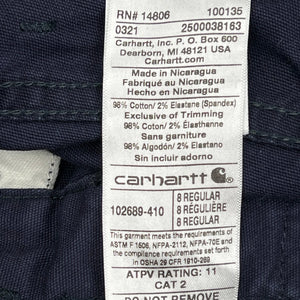 RN# 14806 100135
0321 2500038163
Carhartt, Inc. P.O. Box 600
Dearborn, MI 48121 USA
Carhartt.com
Made in Nicaragua
Fabriqué au Nicaragua
Hecho en Nicaragua
98% Cotton/ 2% Elastane (Spandex)
Exclusive of Trimming
98% Coton/ 2% Élasthanne
Sans garniture
98% Algodón/ 2% Elastano
Sin incluir adorno
carhartt
102689-410
8 REGULAR
8 RÉGULIÈRE
8 REGULAR
This garment meets the requirements of
ASTM F 1506, NFPA-2112, NFPA-70E and the
compliance requirements set forth
in OSHA 29 CFR 1910-269
ATPV RATING: 11
CAT 2
DO NOT REMOVE